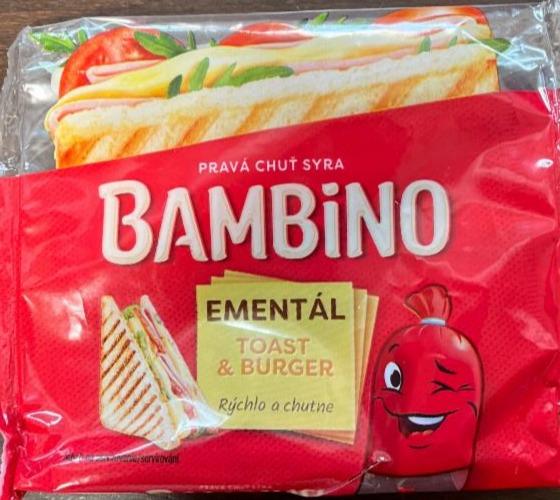 PRAVÁ CHUŤ SYRA
BAMBiNO
EMENTÁL
TOAST
& BURGER
Rýchlo a chutne